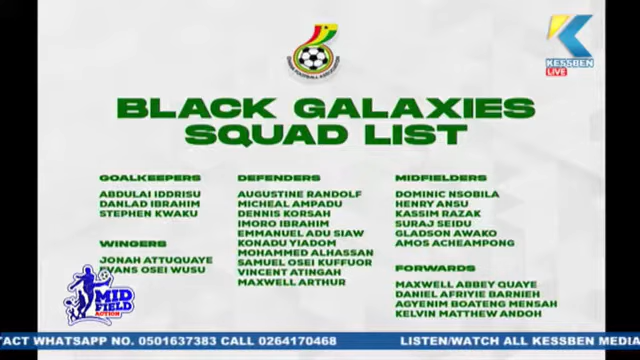 KESSBEN
LIVE
GHANA FOOTBALL ASSOCIATION
BLACK GALAXIES
SQUAD LIST
GOALKEEPERS
ABDULAI IDDRISU
DANLAD IBRAHIM
STEPHEN KWAKU
WINGERS
JONAH ATTUQUAYE
EVANS OSEI WUSU
DEFENDERS
AUGUSTINE RANDOLF
MICHEAL AMPADU
DENNIS KORSAH
IMORO IBRAHIM
EMMANUEL ADU SIAW
KONADU YIADOM
MOHAMMED ALHASSAN
SAMUEL OSEI KUFFUOR
VINCENT ATINGAH
MAXWELL ARTHUR
MIDFIELDERS
DOMINIC NSOBILA
HENRY ANSU
KASSIM RAZAK
SURAJ SEIDU
GLADSON AWAKO
AMOS ACHEAMPONG
FORWARDS
MAXWELL ABBEY QUAYE
DANIEL AFRIYIE BARNIEH
AGYENIM BOATENG MENSAH
KELVIN MATTHEW ANDOH
MID
FIELD
ACTION
TACT WHATSAPP NO. 0501637383 CALL 0264170468 LISTEN/WATCH ALL KESSBEN MEDIA